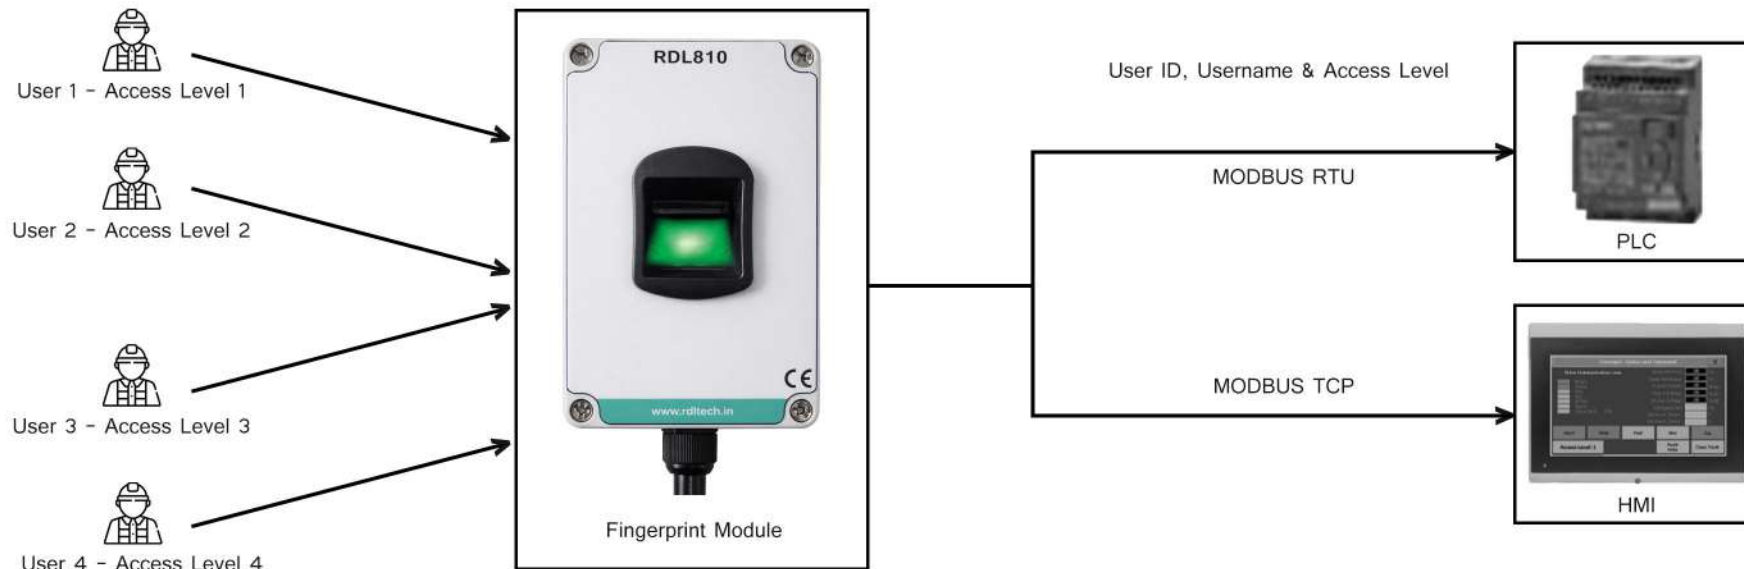 User 1 - Access Level 1
User 2 - Access Level 2
User 3 - Access Level 3
User 4 - Access Level 4
RDL810
CE
www.rdltech.in
Fingerprint Module
User ID, Username & Access Level
MODBUS RTU
PLC
MODBUS TCP
HMI